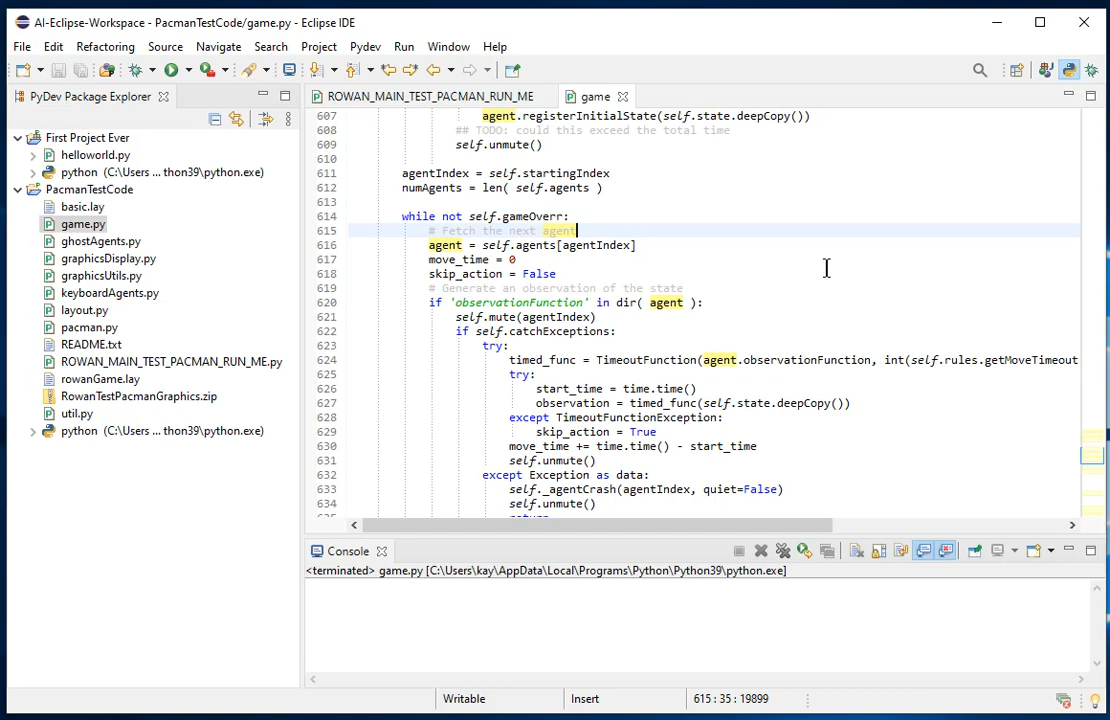 AI-Eclipse-Workspace - PacmanTestCode/game.py - Eclipse IDE
File Edit Refactoring Source Navigate Search Project Pydev Run Window Help
PyDev Package Explorer
First Project Ever
helloworld.py
python (C:\Users ... thon39\python.exe)
PacmanTestCode
basic.lay
game.py
ghostAgents.py
graphicsDisplay.py
graphicsUtils.py
keyboardAgents.py
layout.py
pacman.py
README.txt
ROWAN_MAIN_TEST_PACMAN_RUN_ME.py
rowanGame.lay
RowanTestPacmanGraphics.zip
util.py
python (C:\Users ... thon39\python.exe)
ROWAN_MAIN_TEST_PACMAN_RUN_ME game
607 agent.registerInitialState(self.state.deepCopy())
608 ## TODO: could this exceed the total time
609 self.unmute()
610
611 agentIndex = self.startingIndex
612 numAgents = len( self.agents )
613
614 while not self.gameOverr:
615 # Fetch the next agent
616 agent = self.agents[agentIndex]
617 move_time = 0
618 skip_action = False
619 # Generate an observation of the state
620 if 'observationFunction' in dir( agent ):
621 self.mute(agentIndex)
622 if self.catchExceptions:
623 try:
624 timed_func = TimeoutFunction(agent.observationFunction, int(self.rules.getMoveTimeout
625 try:
626 start_time = time.time()
627 observation = timed_func(self.state.deepCopy())
628 except TimeoutFunctionException:
629 skip_action = True
630 move_time += time.time() - start_time
631 self.unmute()
632 except Exception as data:
633 self._agentCrash(agentIndex, quiet=False)
634 self.unmute()
635 return
Console
<terminated> game.py [C:\Users\kay\AppData\Local\Programs\Python\Python39\python.exe]
Writable Insert 615 : 35 : 19899